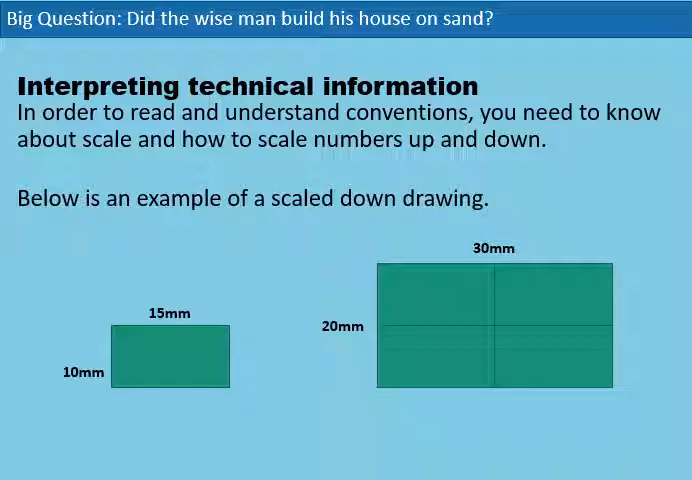 Big Question: Did the wise man build his house on sand?
Interpreting technical information
In order to read and understand conventions, you need to know
about scale and how to scale numbers up and down.
Below is an example of a scaled down drawing.
30mm
15mm
20mm
10mm